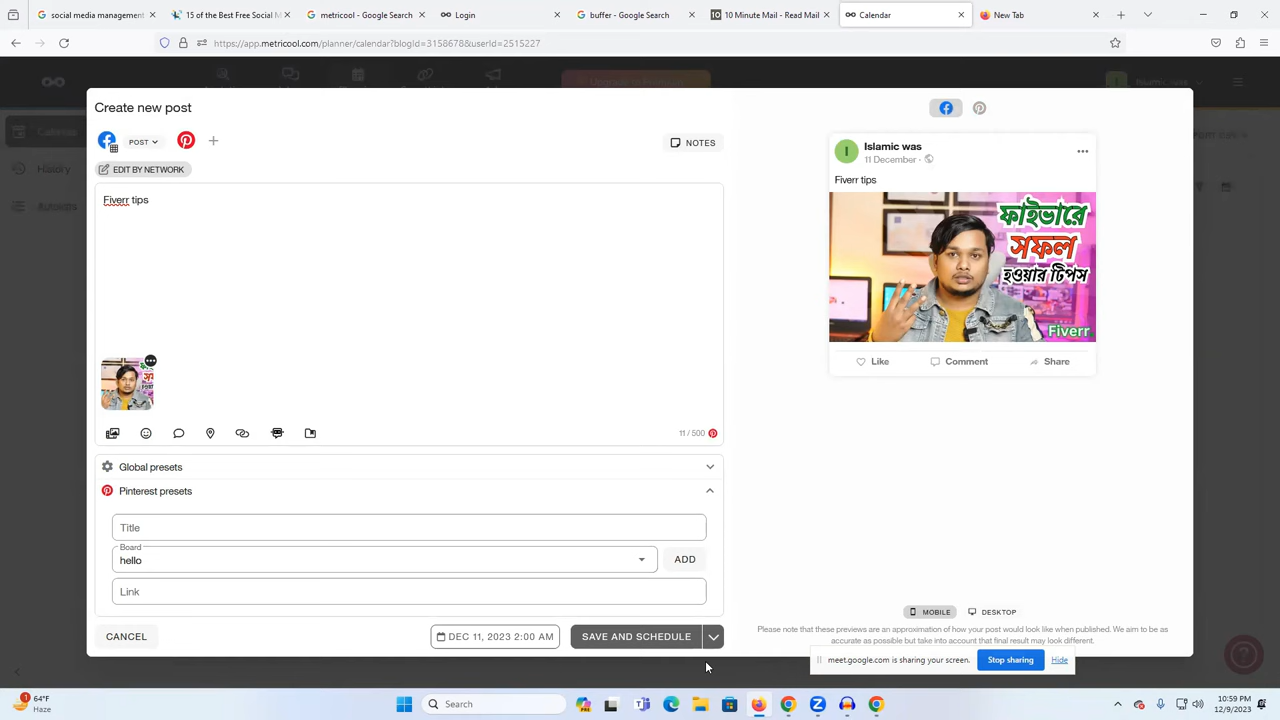 social media management
15 of the Best Free Social M
metricool - Google Search
Login
buffer - Google Search
10 Minute Mail - Read Mail
Calendar
New Tab
https://app.metricool.com/planner/calendar?blogId=3158678&userId=2515227
Create new post
POST
NOTES
EDIT BY NETWORK
Fiverr tips
11 / 500
Global presets
Pinterest presets
Title
Board
hello
ADD
Link
CANCEL
DEC 11, 2023 2:00 AM
SAVE AND SCHEDULE
I
Islamic was
11 December
Fiverr tips
ফাইভারে
সফল
হওয়ার টিপস
Fiverr
Like
Comment
Share
MOBILE
DESKTOP
Please note that these previews are an approximation of how your post would look like when published. We aim to be as
accurate as possible but take into account that final result may look different.
meet.google.com is sharing your screen.
Stop sharing
Hide
1
64°F
Haze
Search
10:59 PM
12/9/2023